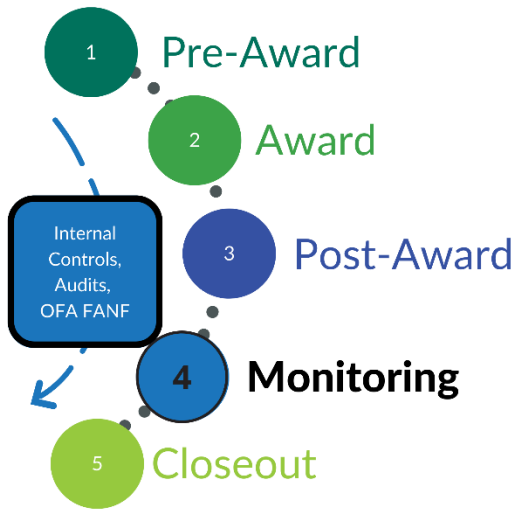 1 Pre-Award
2 Award
Internal
Controls,
Audits,
OFA FANF
3 Post-Award
4 Monitoring
5 Closeout